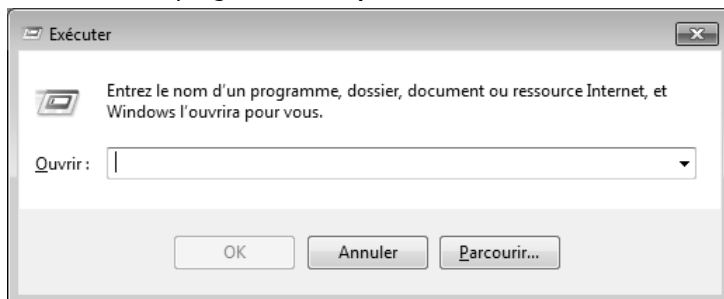 Exécuter
Entrez le nom d'un programme, dossier, document ou ressource Internet, et
Windows l'ouvrira pour vous.
Ouvrir :
OK Annuler Parcourir...